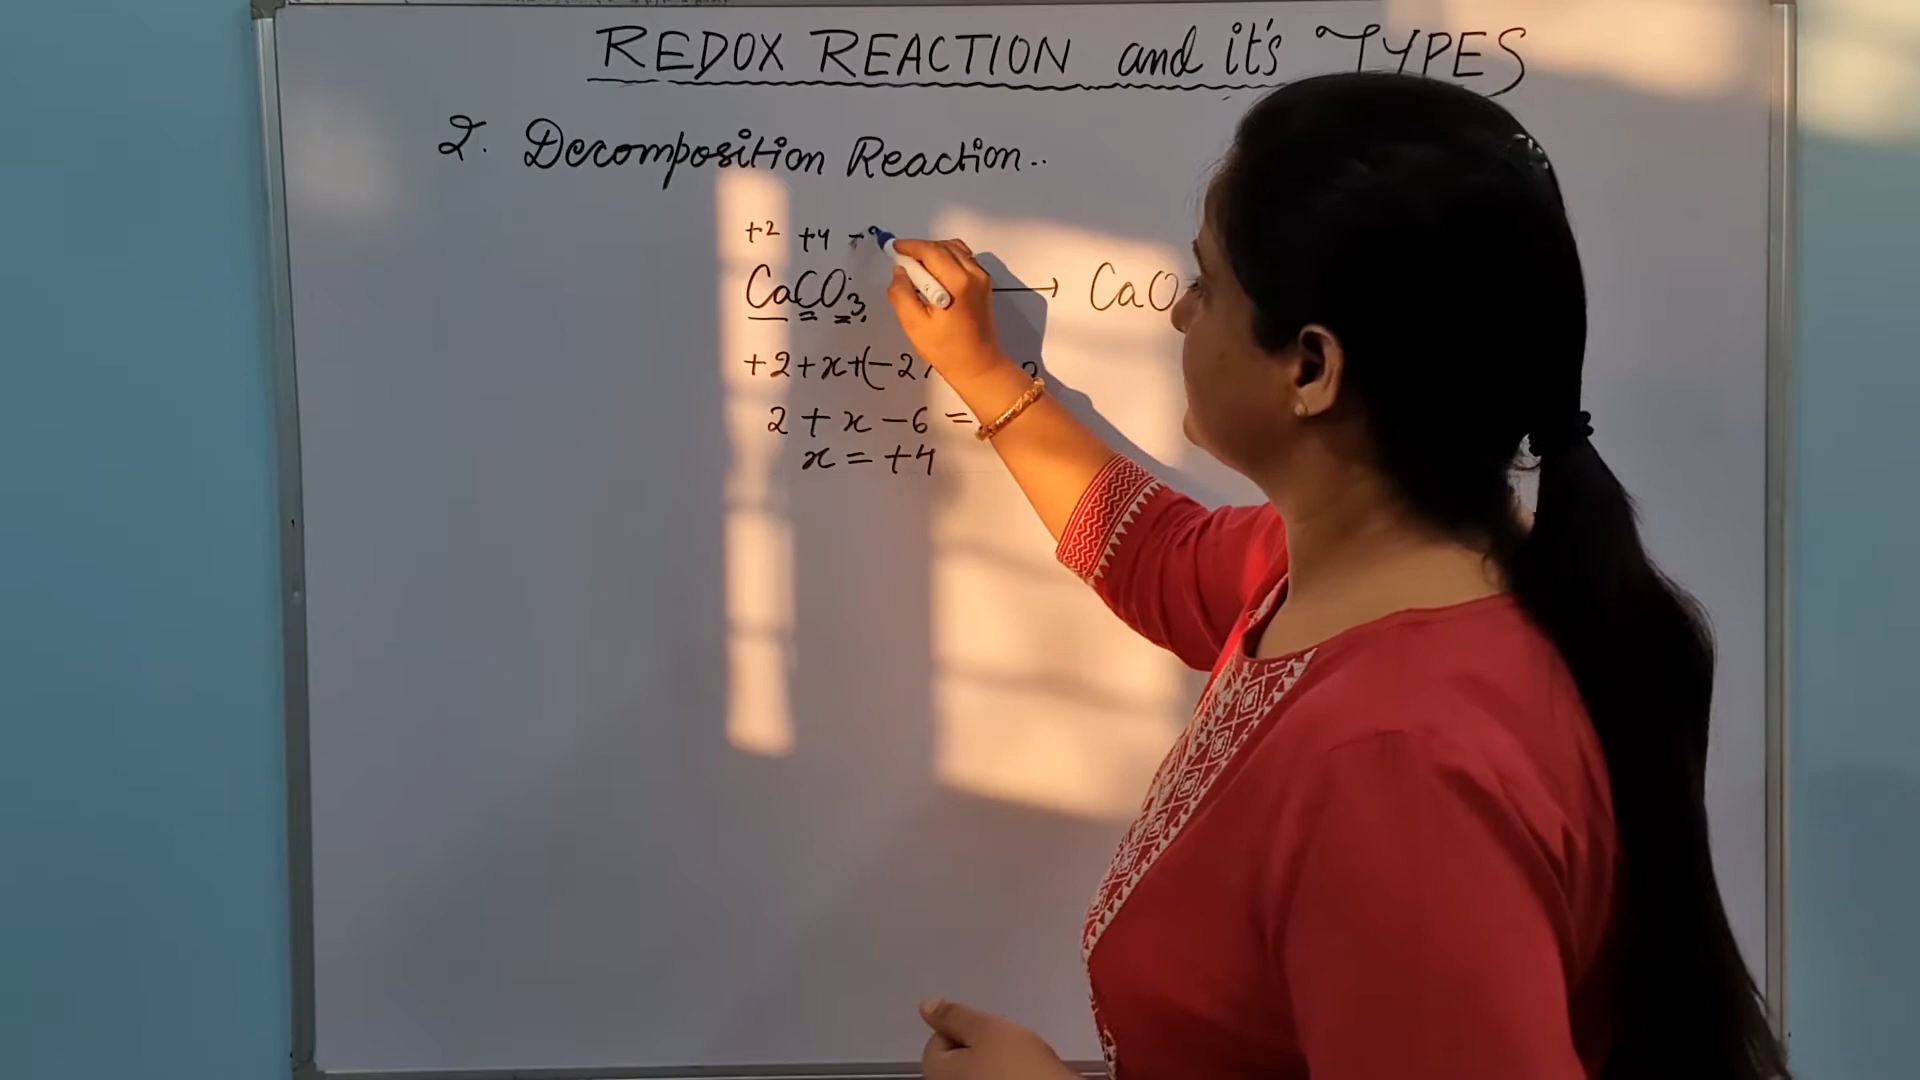 REDOX REACTION and it's TYPES
2. Decomposition Reaction..
+2 +4 -
CaCO₃ → CaO
+2+x+(-2
2 + x - 6 =
x = +4